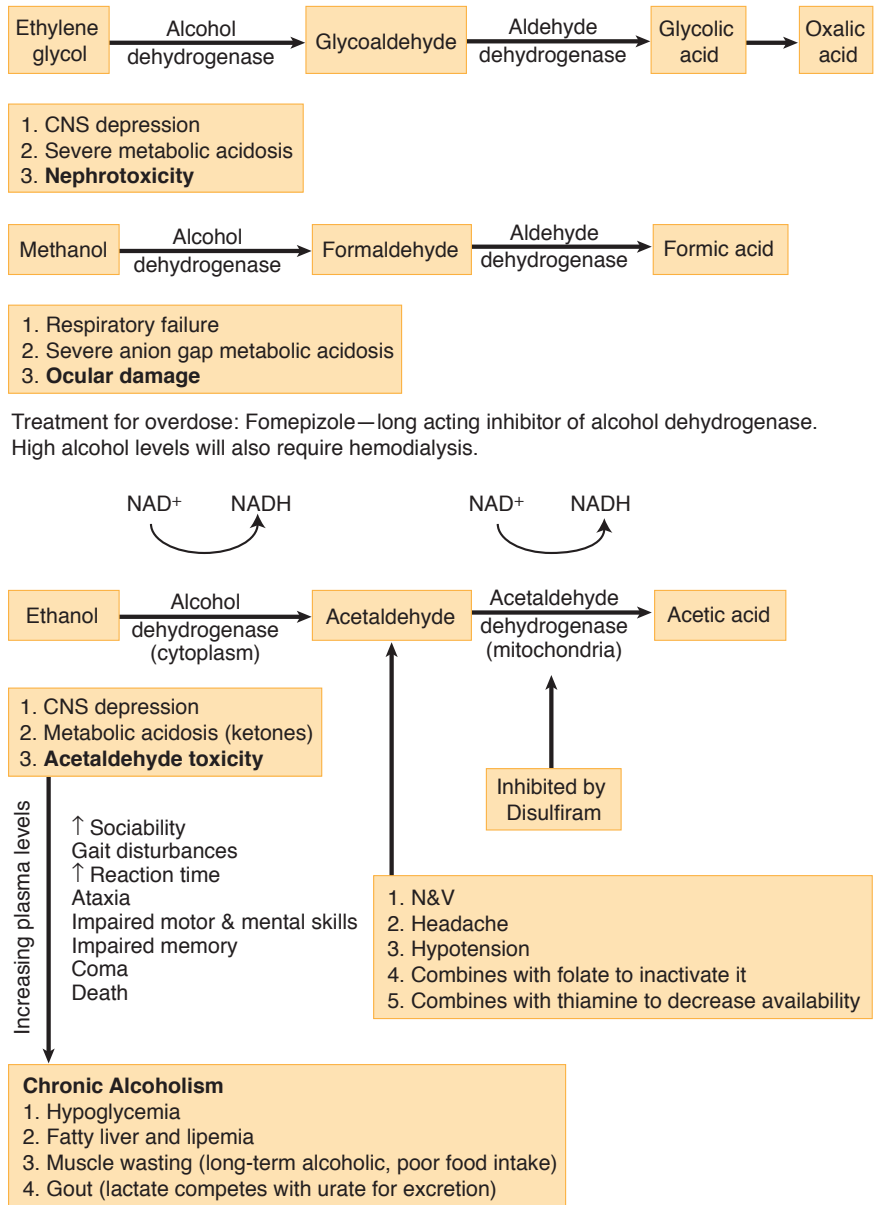 Ethylene
glycol
Alcohol
dehydrogenase
Glycoaldehyde
Aldehyde
dehydrogenase
Glycolic
acid
Oxalic
acid
1. CNS depression
2. Severe metabolic acidosis
3. Nephrotoxicity
Methanol
Alcohol
dehydrogenase
Formaldehyde
Aldehyde
dehydrogenase
Formic acid
1. Respiratory failure
2. Severe anion gap metabolic acidosis
3. Ocular damage
Treatment for overdose: Fomepizole—long acting inhibitor of alcohol dehydrogenase.
High alcohol levels will also require hemodialysis.
NAD+
NADH
NAD+
NADH
Ethanol
Alcohol
dehydrogenase
(cytoplasm)
Acetaldehyde
Acetaldehyde
dehydrogenase
(mitochondria)
Acetic acid
1. CNS depression
2. Metabolic acidosis (ketones)
3. Acetaldehyde toxicity
Inhibited by
Disulfiram
Increasing plasma levels
↑ Sociability
Gait disturbances
↑ Reaction time
Ataxia
Impaired motor & mental skills
Impaired memory
Coma
Death
1. N&V
2. Headache
3. Hypotension
4. Combines with folate to inactivate it
5. Combines with thiamine to decrease availability
Chronic Alcoholism
1. Hypoglycemia
2. Fatty liver and lipemia
3. Muscle wasting (long-term alcoholic, poor food intake)
4. Gout (lactate competes with urate for excretion)